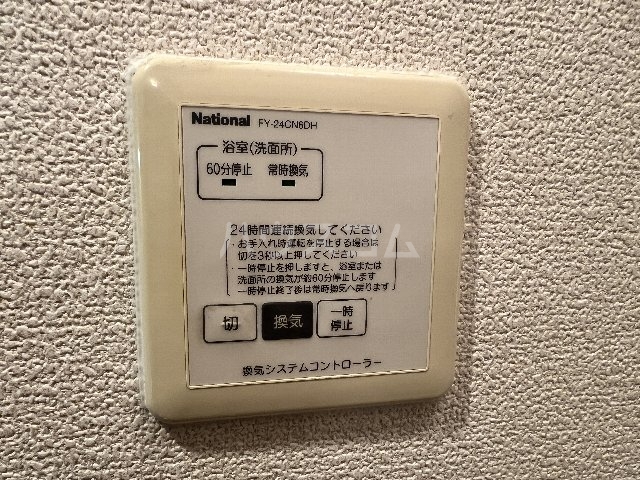 National FY-24CN6DH
浴室(洗面所)
60分停止 常時換気
24時間連続換気してください
・お手入れ時運転を停止する場合は
切を3秒以上押してください
・一時停止を押しますと、浴室または
洗面所の換気が約60分停止します
一時停止終了後は常時換気へ戻ります
切 換気 一時
停止
換気システムコントローラー